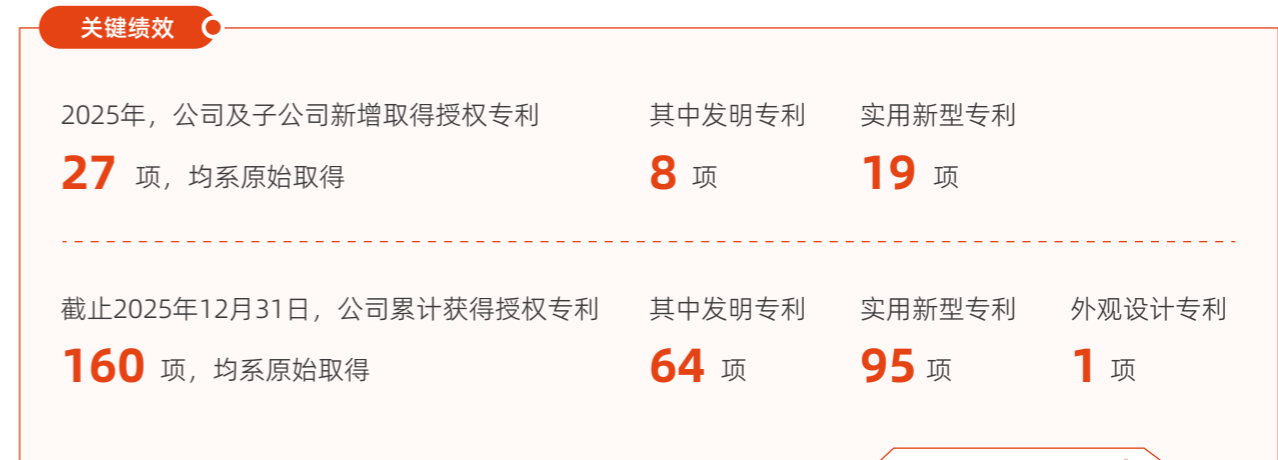 关键绩效
2025年，公司及子公司新增取得授权专利 其中发明专利 实用新型专利
27 项，均系原始取得 8 项 19 项
截止2025年12月31日，公司累计获得授权专利 其中发明专利 实用新型专利 外观设计专利
160 项，均系原始取得 64 项 95 项 1 项